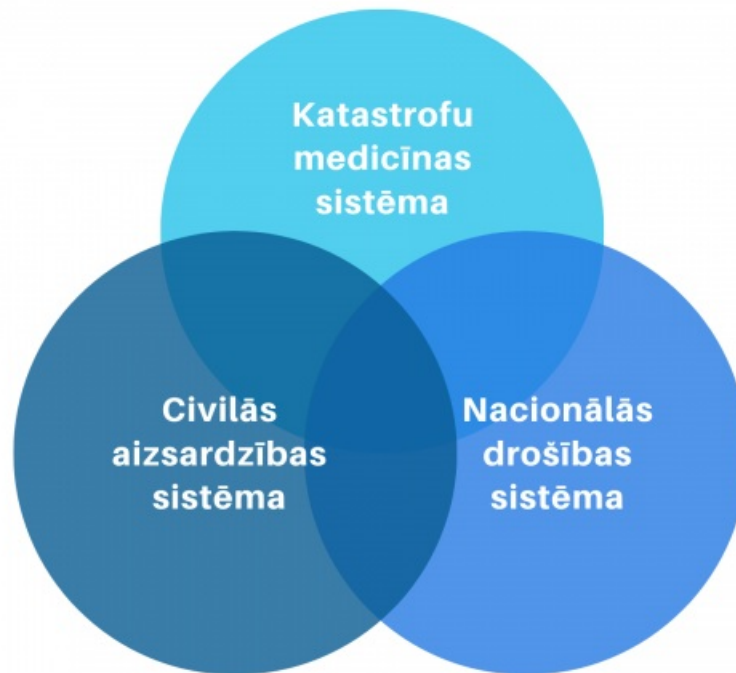 Katastrofu
medicīnas
sistēma
Civilās
aizsardzības
sistēma
Nacionālās
drošības
sistēma